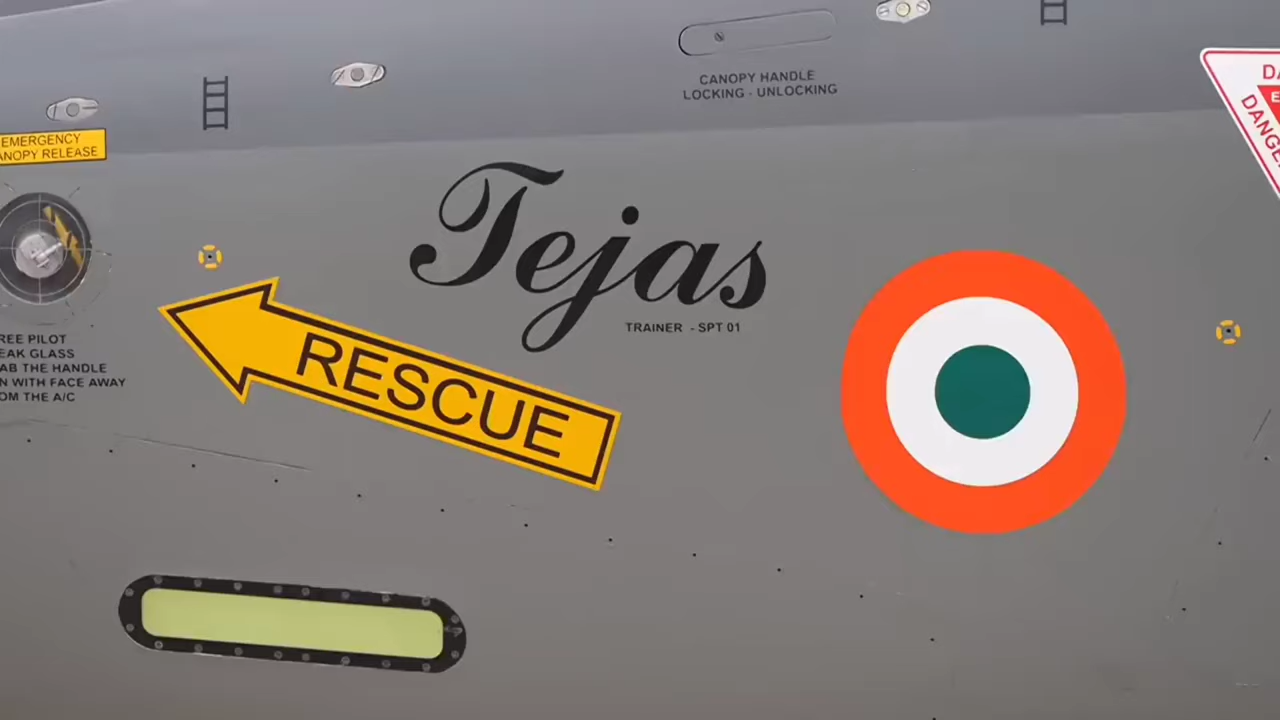 CANOPY HANDLE
LOCKING - UNLOCKING
EMERGENCY
ANOPY RELEASE
DANGE
Tejas
TRAINER - SPT 01
RESCUE
REE PILOT
EAK GLASS
AB THE HANDLE
N WITH FACE AWAY
OM THE A/C